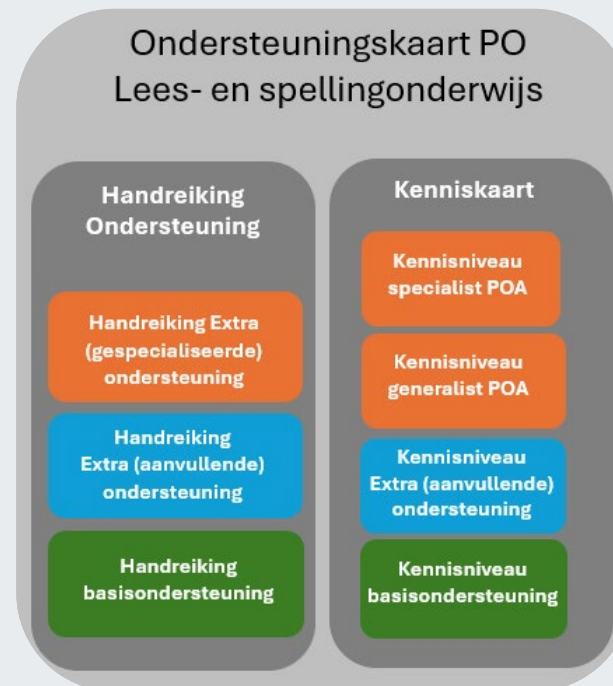 Ondersteuningskaart PO
Lees- en spellingonderwijs
Handreiking
Ondersteuning
Handreiking Extra
(gespecialiseerde)
ondersteuning
Handreiking
Extra (aanvullende)
ondersteuning
Handreiking
basisondersteuning
Kenniskaart
Kennisniveau
specialist POA
Kennisniveau
generalist POA
Kennisniveau
Extra (aanvullende)
ondersteuning
Kennisniveau
basisondersteuning